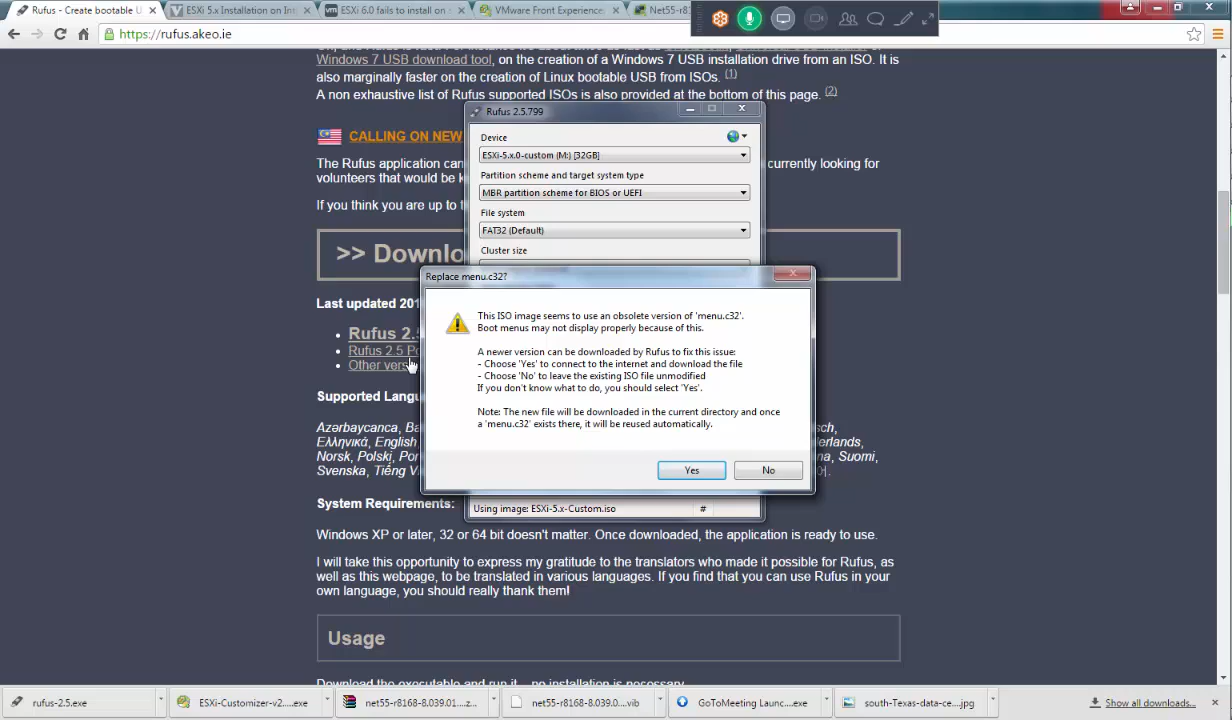 Rufus - Create bootable U
ESXi 5.x Installation on Int
ESXi 6.0 fails to install on
VMware Front Experience
Net55-r81
https://rufus.akeo.ie
Windows 7 USB download tool, on the creation of a Windows 7 USB installation drive from an ISO. It is
also marginally faster on the creation of Linux bootable USB from ISOs. (1)
A non exhaustive list of Rufus supported ISOs is also provided at the bottom of this page. (2)
Rufus 2.5.799
CALLING ON NEW
Device
ESXi-5.x.0-custom (M:) [32GB]
The Rufus application can
currently looking for
Partition scheme and target system type
volunteers that would be k
MBR partition scheme for BIOS or UEFI
If you think you are up to t
File system
FAT32 (Default)
>> Downlo
Cluster size
Replace menu.c32?
Last updated 201
This ISO image seems to use an obsolete version of 'menu.c32'.
Boot menus may not display properly because of this.
Rufus 2.5
Rufus 2.5 Po
A newer version can be downloaded by Rufus to fix this issue:
Other vers
- Choose 'Yes' to connect to the internet and download the file
- Choose 'No' to leave the existing ISO file unmodified
If you don't know what to do, you should select 'Yes'.
Supported Langu
Note: The new file will be downloaded in the current directory and once
a 'menu.c32' exists there, it will be reused automatically.
Azərbaycanca, Ba
Ελληνικά, English
Norsk, Polski, Port
na, Suomi,
Svenska, Tiếng V
Yes
No
System Requirements:
Using image: ESXi-5.x-Custom.iso
#
Windows XP or later, 32 or 64 bit doesn't matter. Once downloaded, the application is ready to use.
I will take this opportunity to express my gratitude to the translators who made it possible for Rufus, as
well as this webpage, to be translated in various languages. If you find that you can use Rufus in your
own language, you should really thank them!
Usage
Download the executable and run it – no installation is necessary.
rufus-2.5.exe
ESXi-Customizer-v2....exe
net55-r8168-8.039.01....z...
net55-r8168-8.039.0....vib
GoToMeeting Launc....exe
south-Texas-data-ce....jpg
Show all downloads...